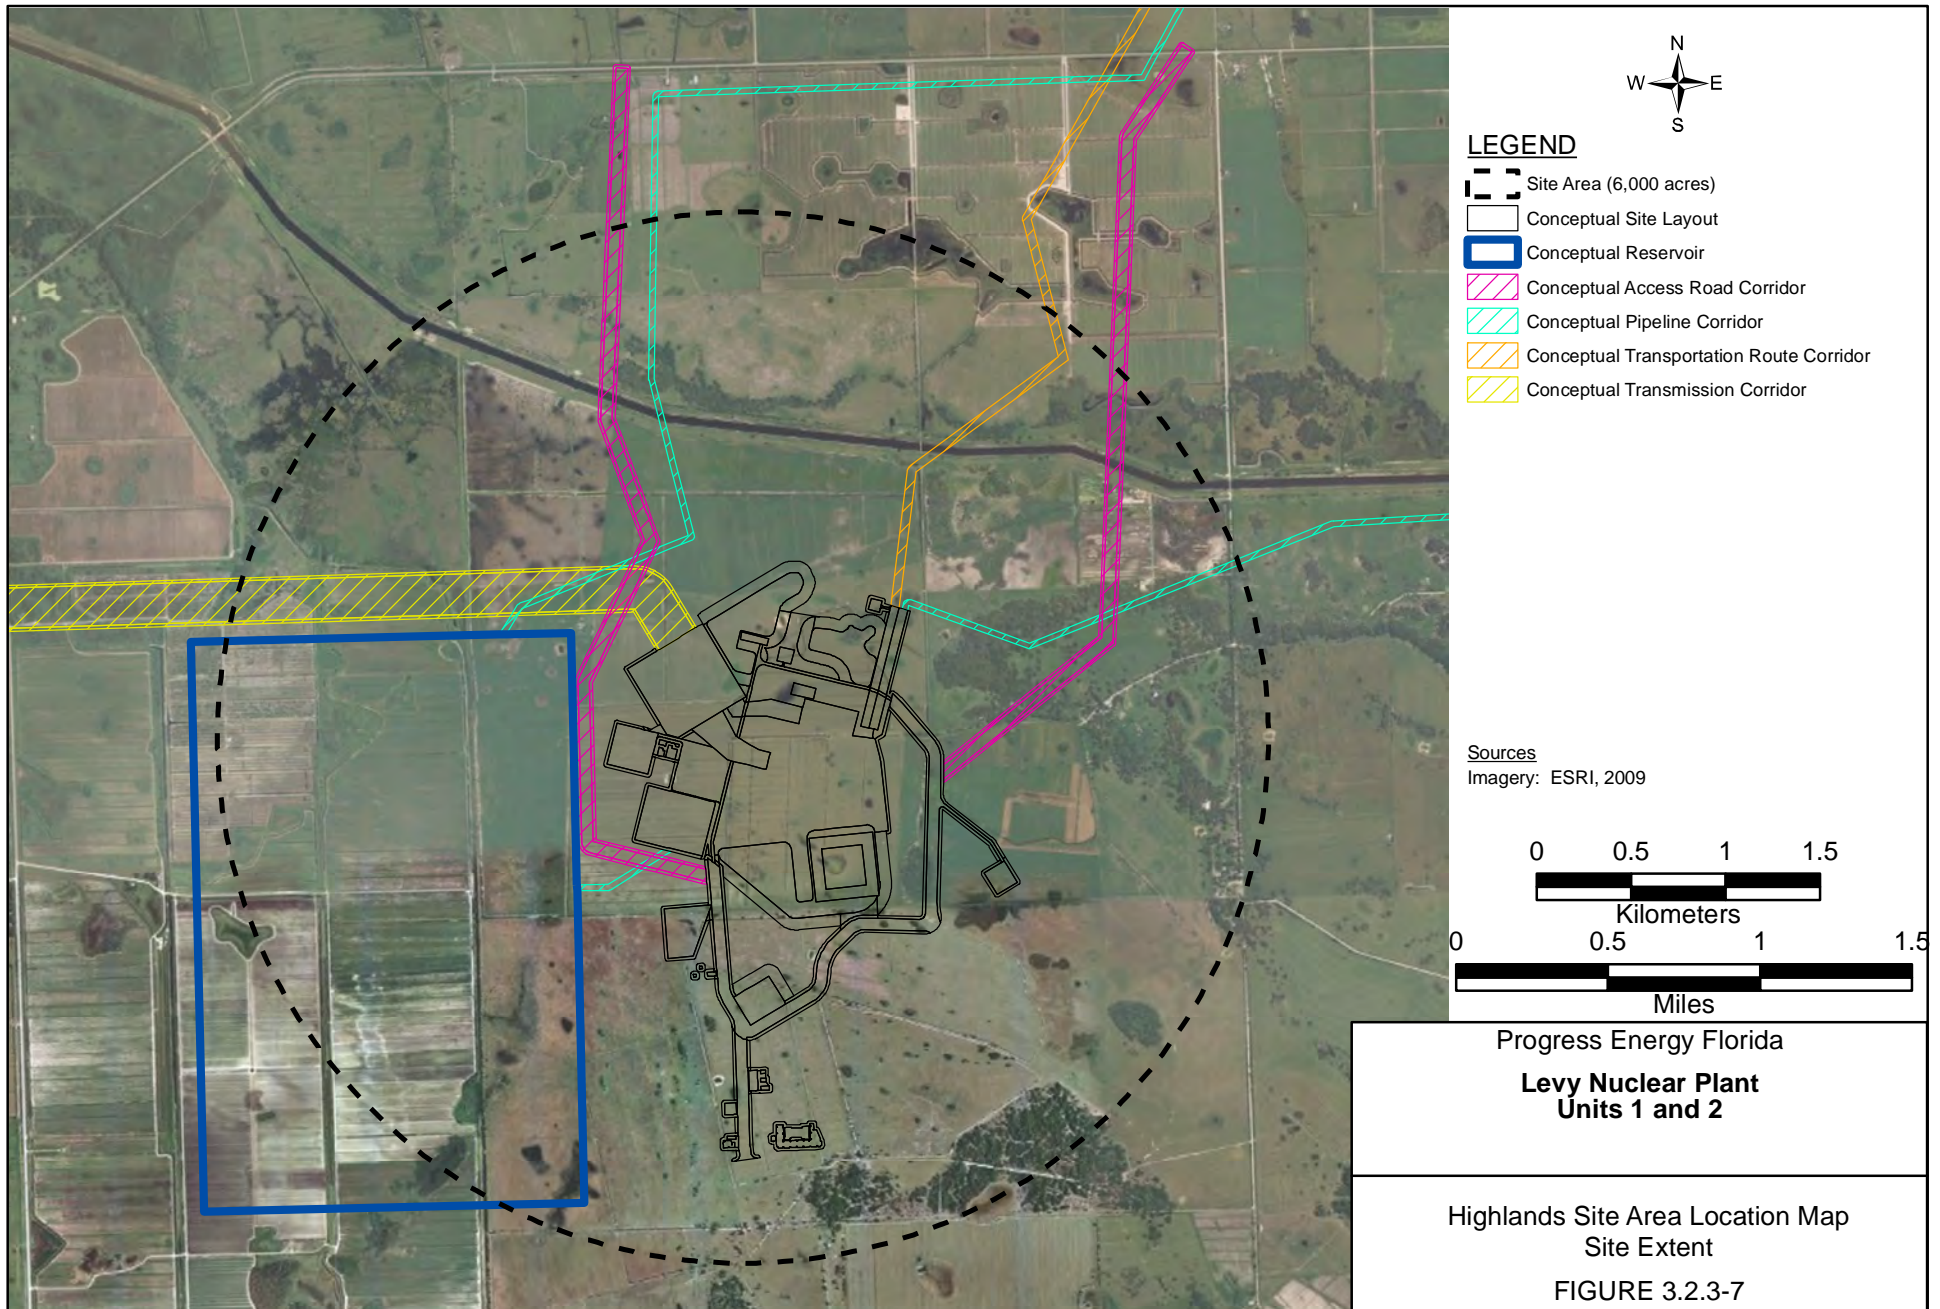 N
W E
S
LEGEND
Site Area (6,000 acres)
Conceptual Site Layout
Conceptual Reservoir
Conceptual Access Road Corridor
Conceptual Pipeline Corridor
Conceptual Transportation Route Corridor
Conceptual Transmission Corridor
Sources
Imagery: ESRI, 2009
0 0.5 1 1.5
Kilometers
0 0.5 1 1.5
Miles
Progress Energy Florida
Levy Nuclear Plant
Units 1 and 2
Highlands Site Area Location Map
Site Extent
FIGURE 3.2.3-7